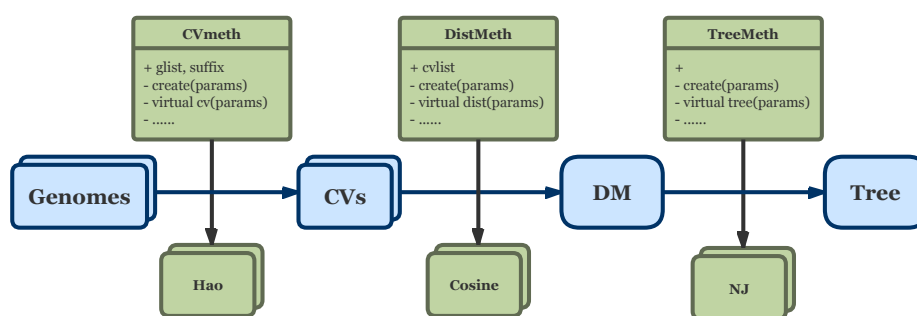 CVmeth
+ glist, suffix
- create(params)
- virtual cv(params)
- ......
DistMeth
+ cvlist
- create(params)
- virtual dist(params)
- ......
TreeMeth
+
- create(params)
- virtual tree(params)
- ......
Genomes
CVs
DM
Tree
Hao
Cosine
NJ